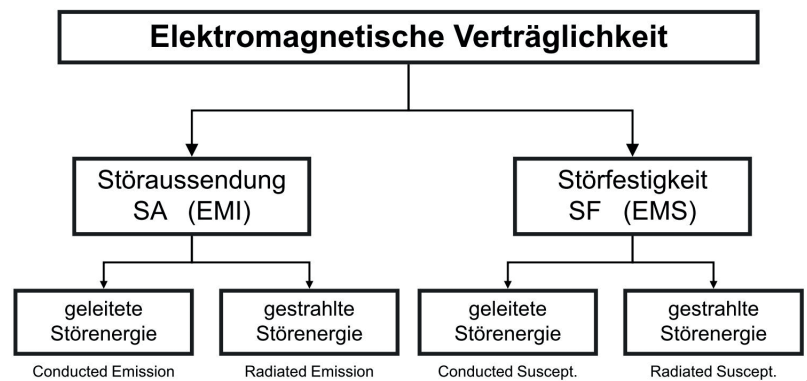 Elektromagnetische Verträglichkeit
Störaussendung
SA (EMI)
Störfestigkeit
SF (EMS)
geleitete
Störenergie
gestrahlte
Störenergie
geleitete
Störenergie
gestrahlte
Störenergie
Conducted Emission
Radiated Emission
Conducted Suscept.
Radiated Suscept.